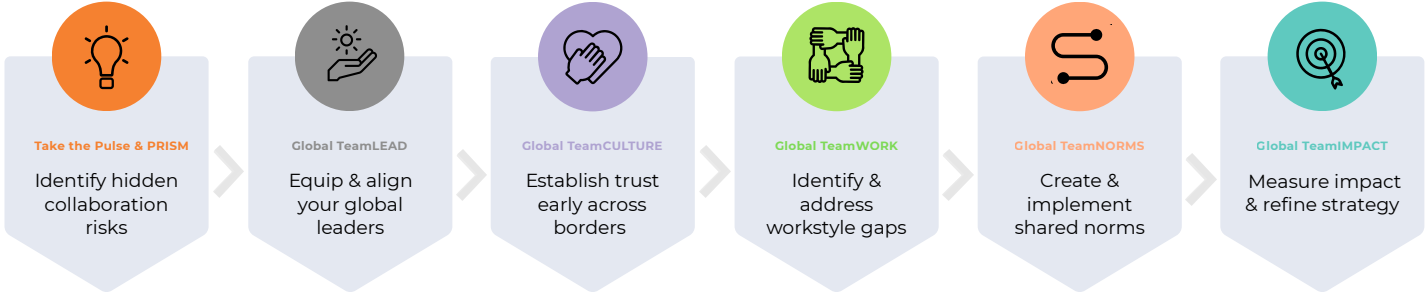 Take the Pulse & PRISM
Identify hidden
collaboration
risks
Global TeamLEAD
Equip & align
your global
leaders
Global TeamCULTURE
Establish trust
early across
borders
Global TeamWORK
Identify &
address
workstyle gaps
Global TeamNORMS
Create &
implement
shared norms
Global TeamIMPACT
Measure impact
& refine strategy